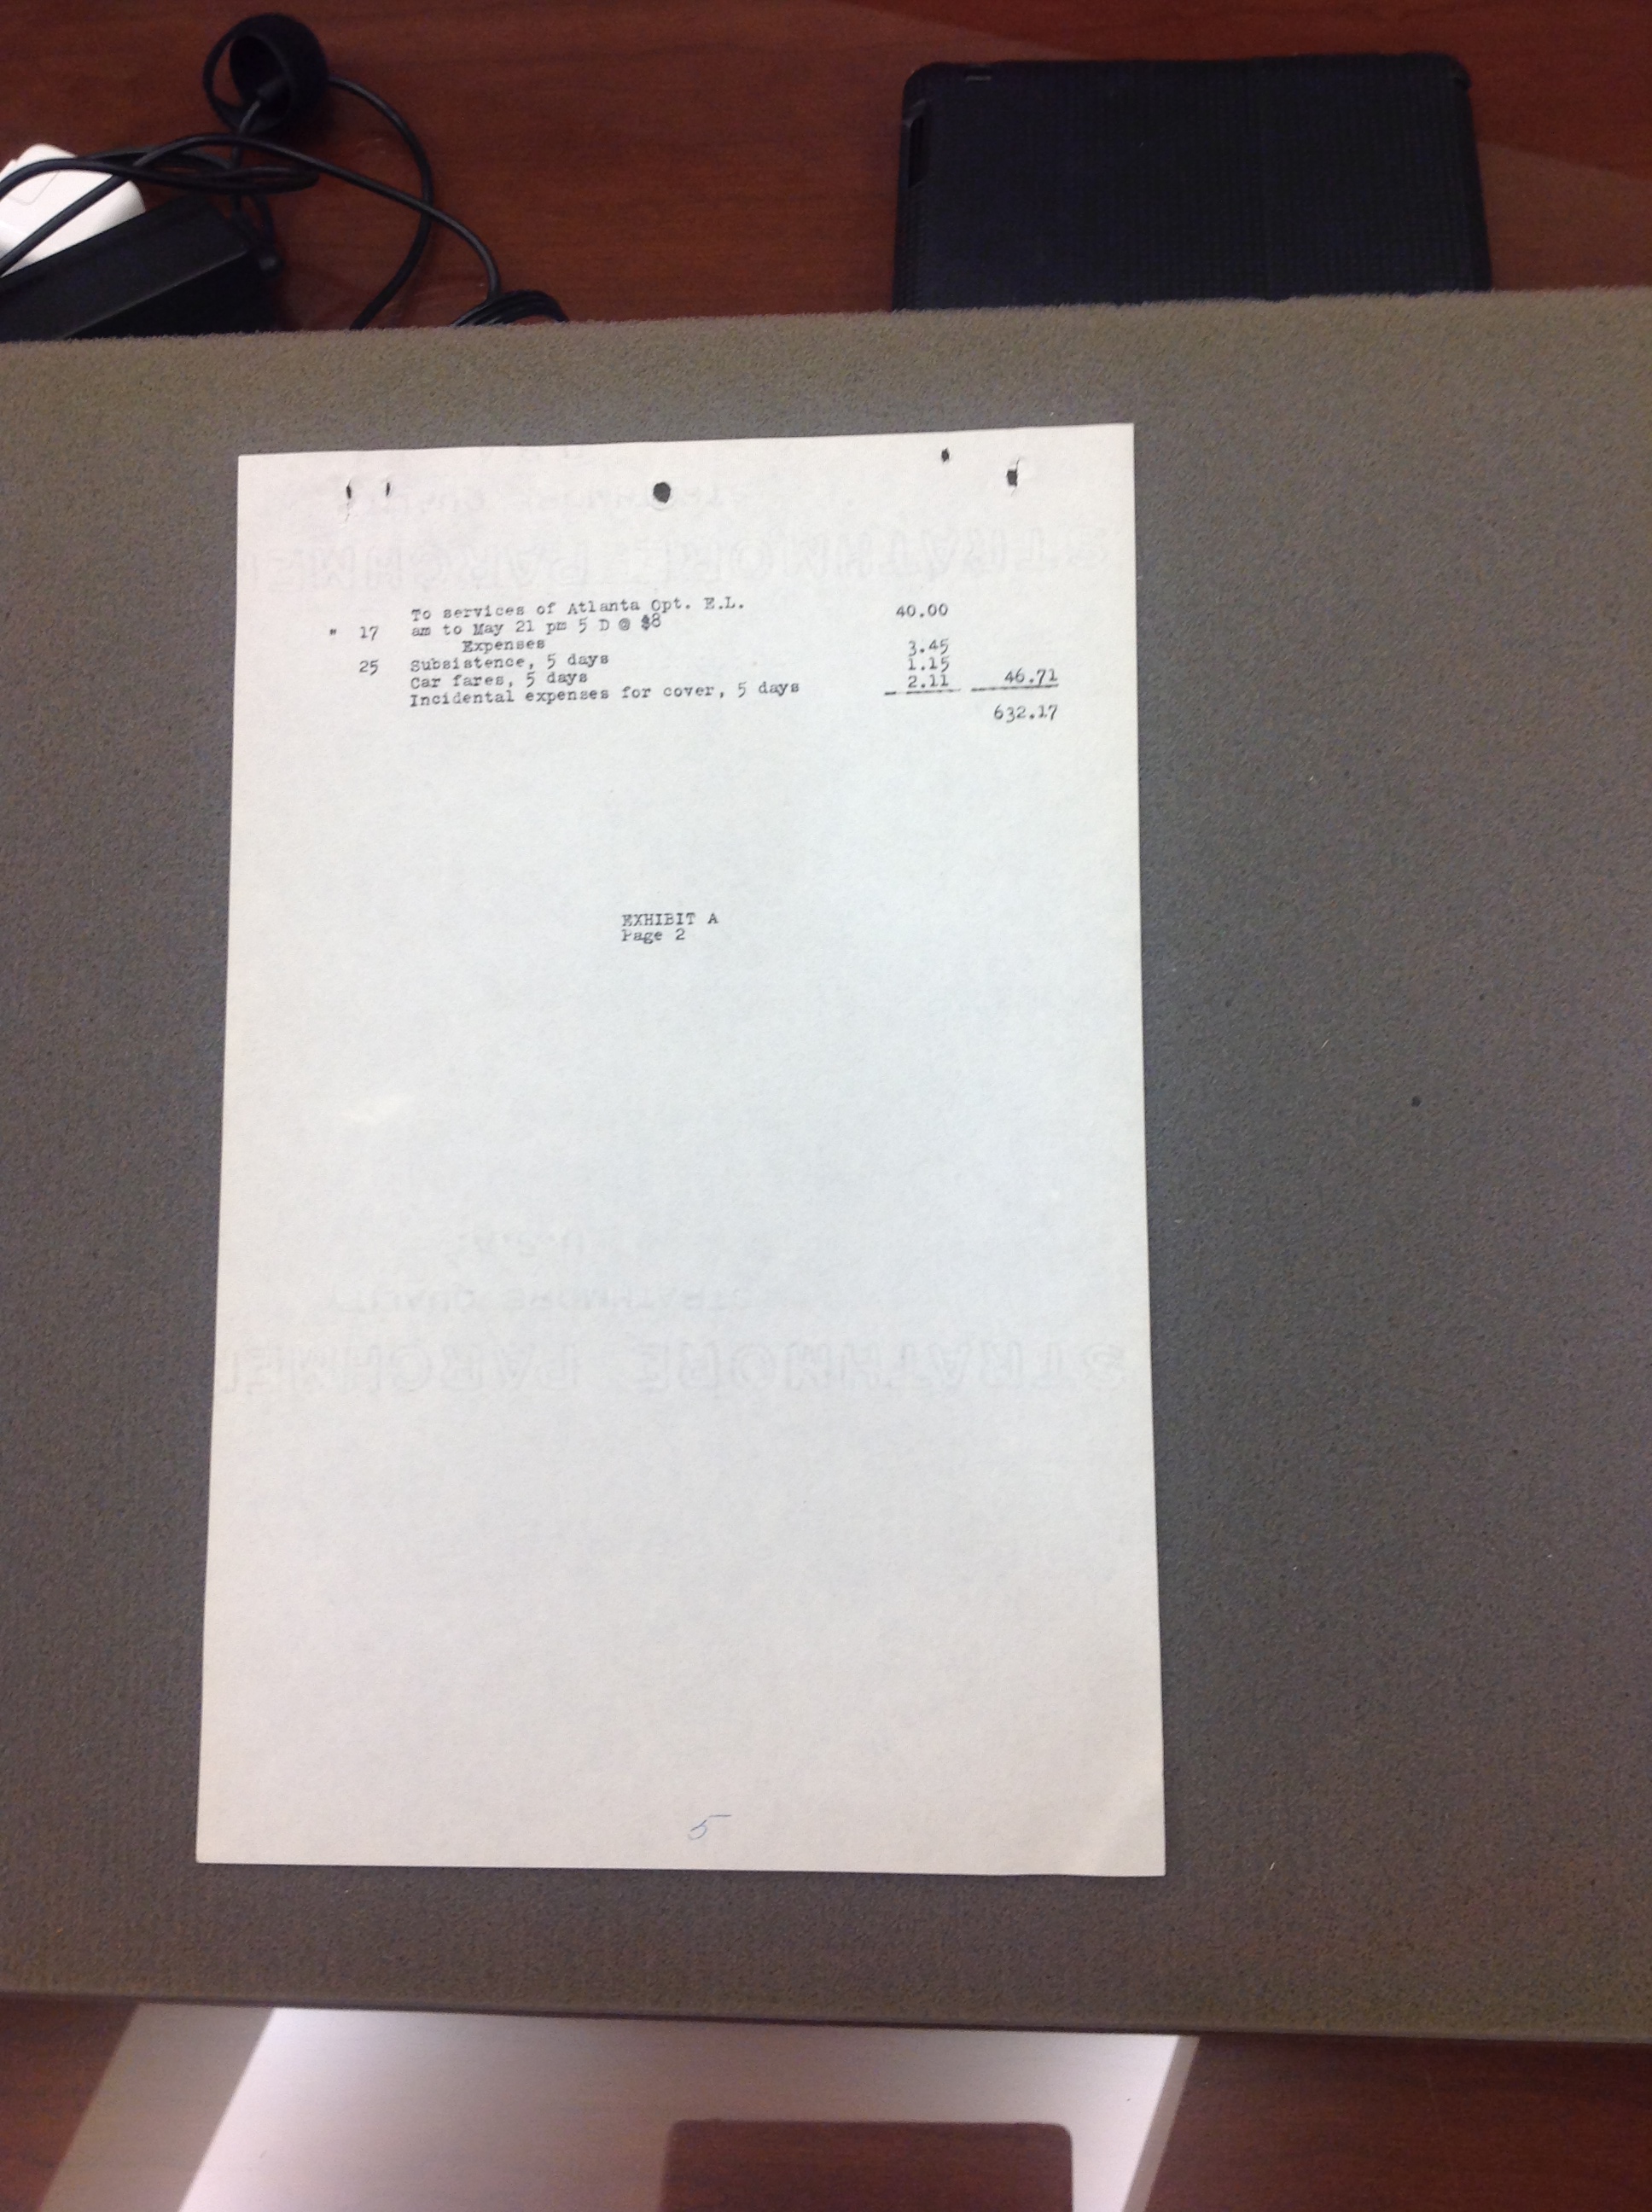 To services of Atlanta Opt. E.L.
" 17 am to May 21 pm 5 D @ $8 40.00
Expenses
25 Subsistence, 5 days 3.45
Car fares, 5 days 1.15
Incidental expenses for cover, 5 days 2.11 46.71
632.17
EXHIBIT A
Page 2
5